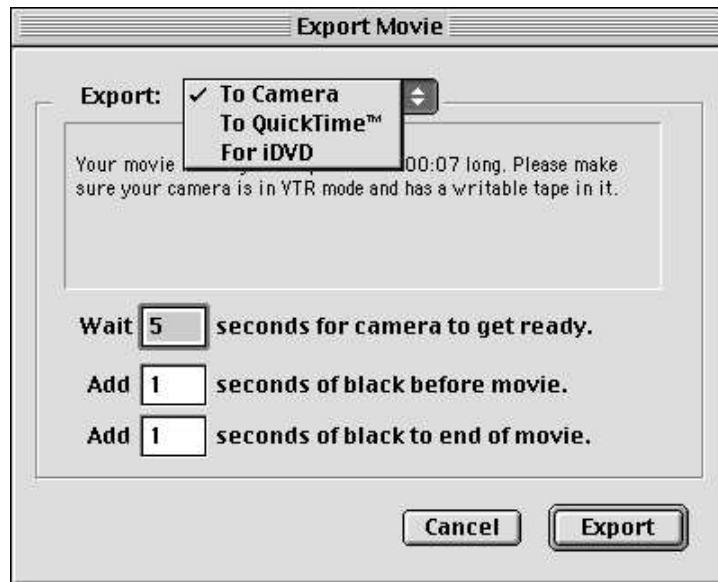 Export Movie
Export: ✓ To Camera
To QuickTime™
For iDVD
Your movie 00:07 long. Please make
sure your camera is in VTR mode and has a writable tape in it.
Wait 5 seconds for camera to get ready.
Add 1 seconds of black before movie.
Add 1 seconds of black to end of movie.
Cancel Export